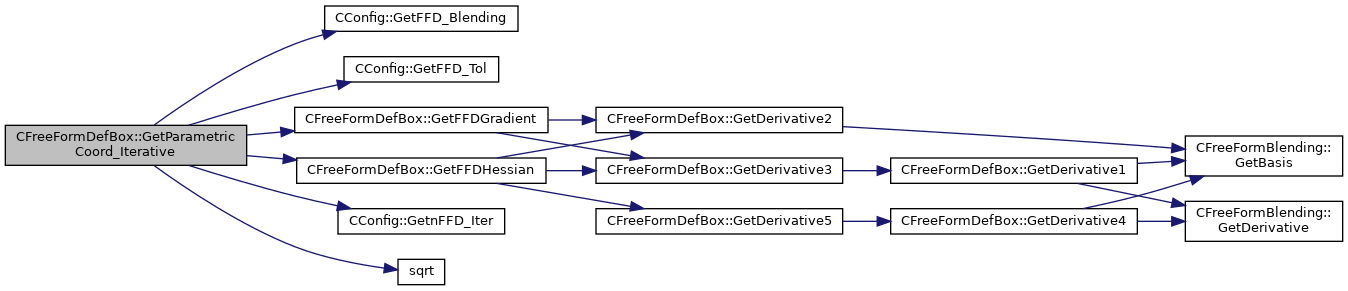 CFreeFormDefBox::GetParametric
Coord_Iterative
CConfig::GetFFD_Blending
CConfig::GetFFD_Tol
CFreeFormDefBox::GetFFDGradient
CFreeFormDefBox::GetFFDHessian
CConfig::GetnFFD_Iter
sqrt
CFreeFormDefBox::GetDerivative2
CFreeFormDefBox::GetDerivative3
CFreeFormDefBox::GetDerivative5
CFreeFormDefBox::GetDerivative1
CFreeFormDefBox::GetDerivative4
CFreeFormBlending::
GetBasis
CFreeFormBlending::
GetDerivative